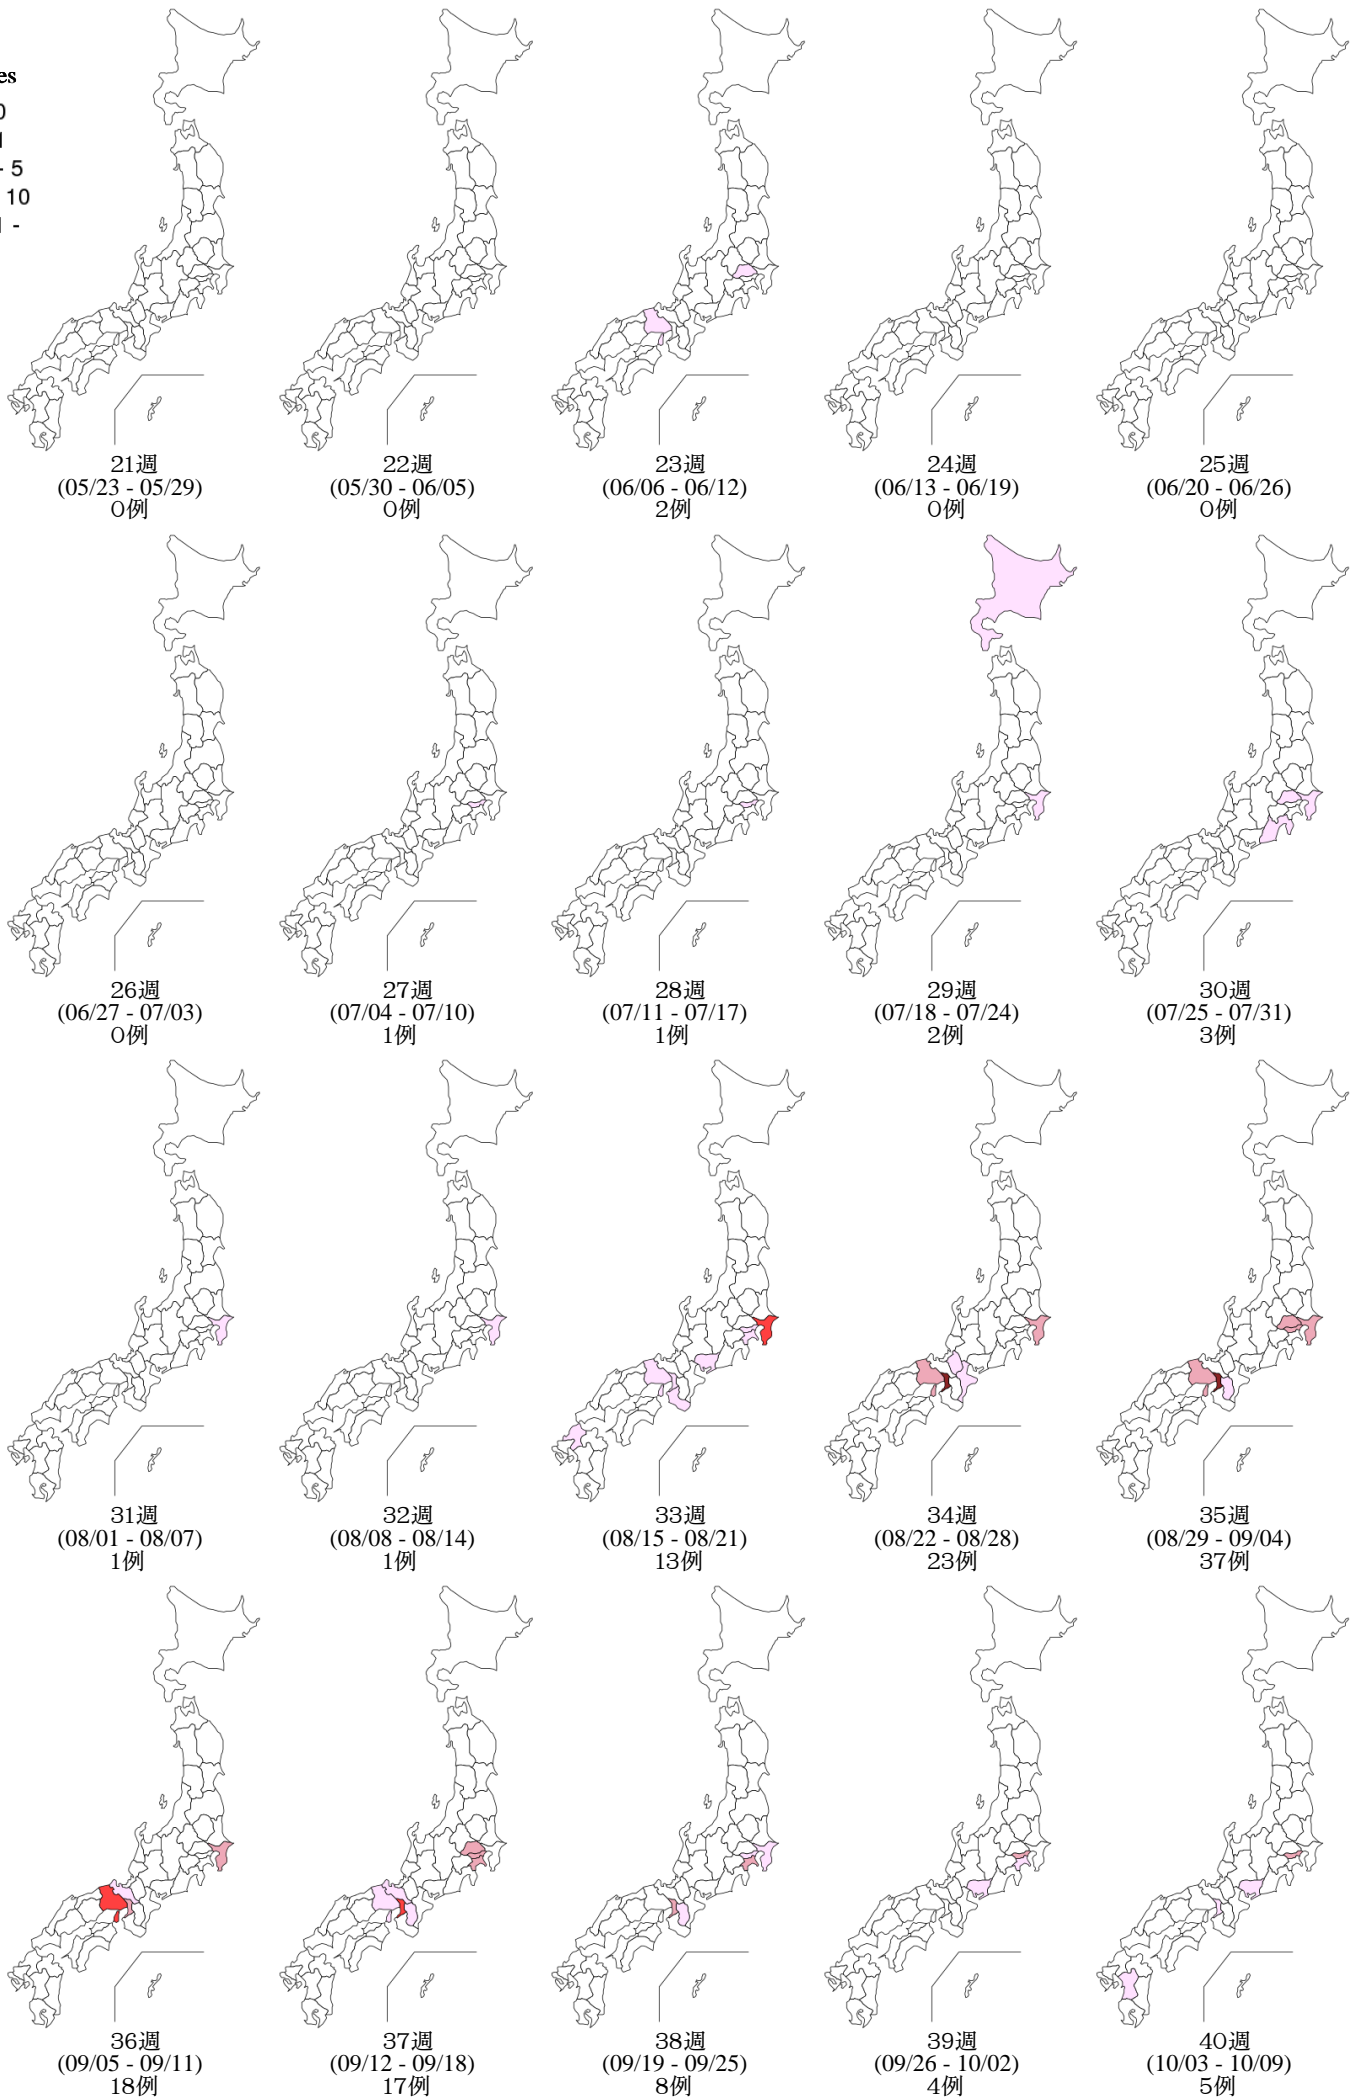 es
0
1
- 5
10
1 -
21週
(05/23 - 05/29)
0例
22週
(05/30 - 06/05)
0例
23週
(06/06 - 06/12)
2例
24週
(06/13 - 06/19)
0例
25週
(06/20 - 06/26)
0例
26週
(06/27 - 07/03)
0例
27週
(07/04 - 07/10)
1例
28週
(07/11 - 07/17)
1例
29週
(07/18 - 07/24)
2例
30週
(07/25 - 07/31)
3例
31週
(08/01 - 08/07)
1例
32週
(08/08 - 08/14)
1例
33週
(08/15 - 08/21)
13例
34週
(08/22 - 08/28)
23例
35週
(08/29 - 09/04)
37例
36週
(09/05 - 09/11)
18例
37週
(09/12 - 09/18)
17例
38週
(09/19 - 09/25)
8例
39週
(09/26 - 10/02)
4例
40週
(10/03 - 10/09)
5例